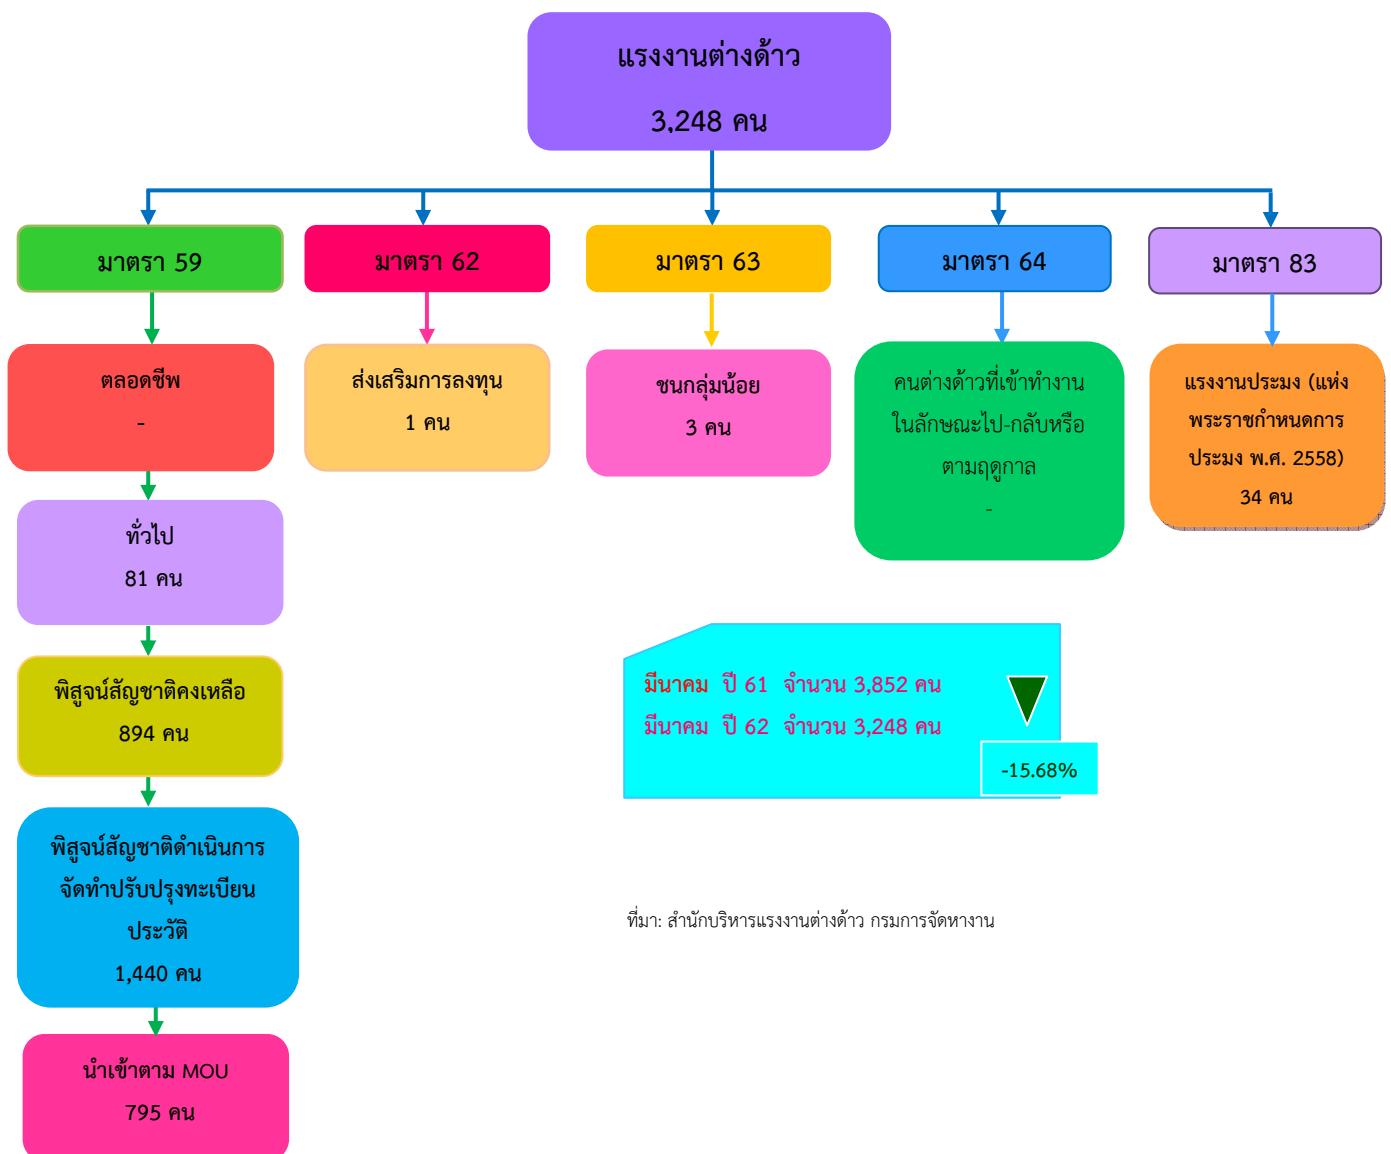 แรงงานต่างด้าว
3,248 คน
มาตรา 59
มาตรา 62
มาตรา 63
มาตรา 64
มาตรา 83
ตลอดชีพ
-
ส่งเสริมการลงทุน
1 คน
ชนกลุ่มน้อย
3 คน
คนต่างด้าวที่เข้าทำงาน
ในลักษณะไป-กลับหรือ
ตามฤดูกาล
-
แรงงานประมง (แห่ง
พระราชกำหนดการ
ประมง พ.ศ. 2558)
34 คน
ทั่วไป
81 คน
พิสูจน์สัญชาติคงเหลือ
894 คน
พิสูจน์สัญชาติดำเนินการ
จัดทำปรับปรุงทะเบียน
ประวัติ
1,440 คน
นำเข้าตาม MOU
795 คน
มีนาคม ปี 61 จำนวน 3,852 คน
มีนาคม ปี 62 จำนวน 3,248 คน
-15.68%
ที่มา: สำนักบริหารแรงงานต่างด้าว กรมการจัดหางาน